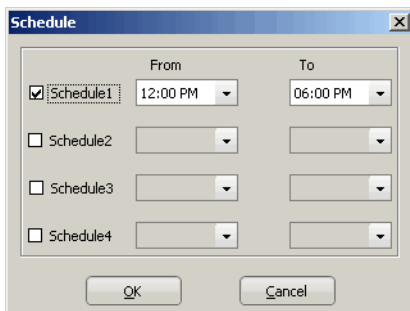 Schedule
From To
Schedule1 12:00 PM 06:00 PM
Schedule2
Schedule3
Schedule4
OK Cancel